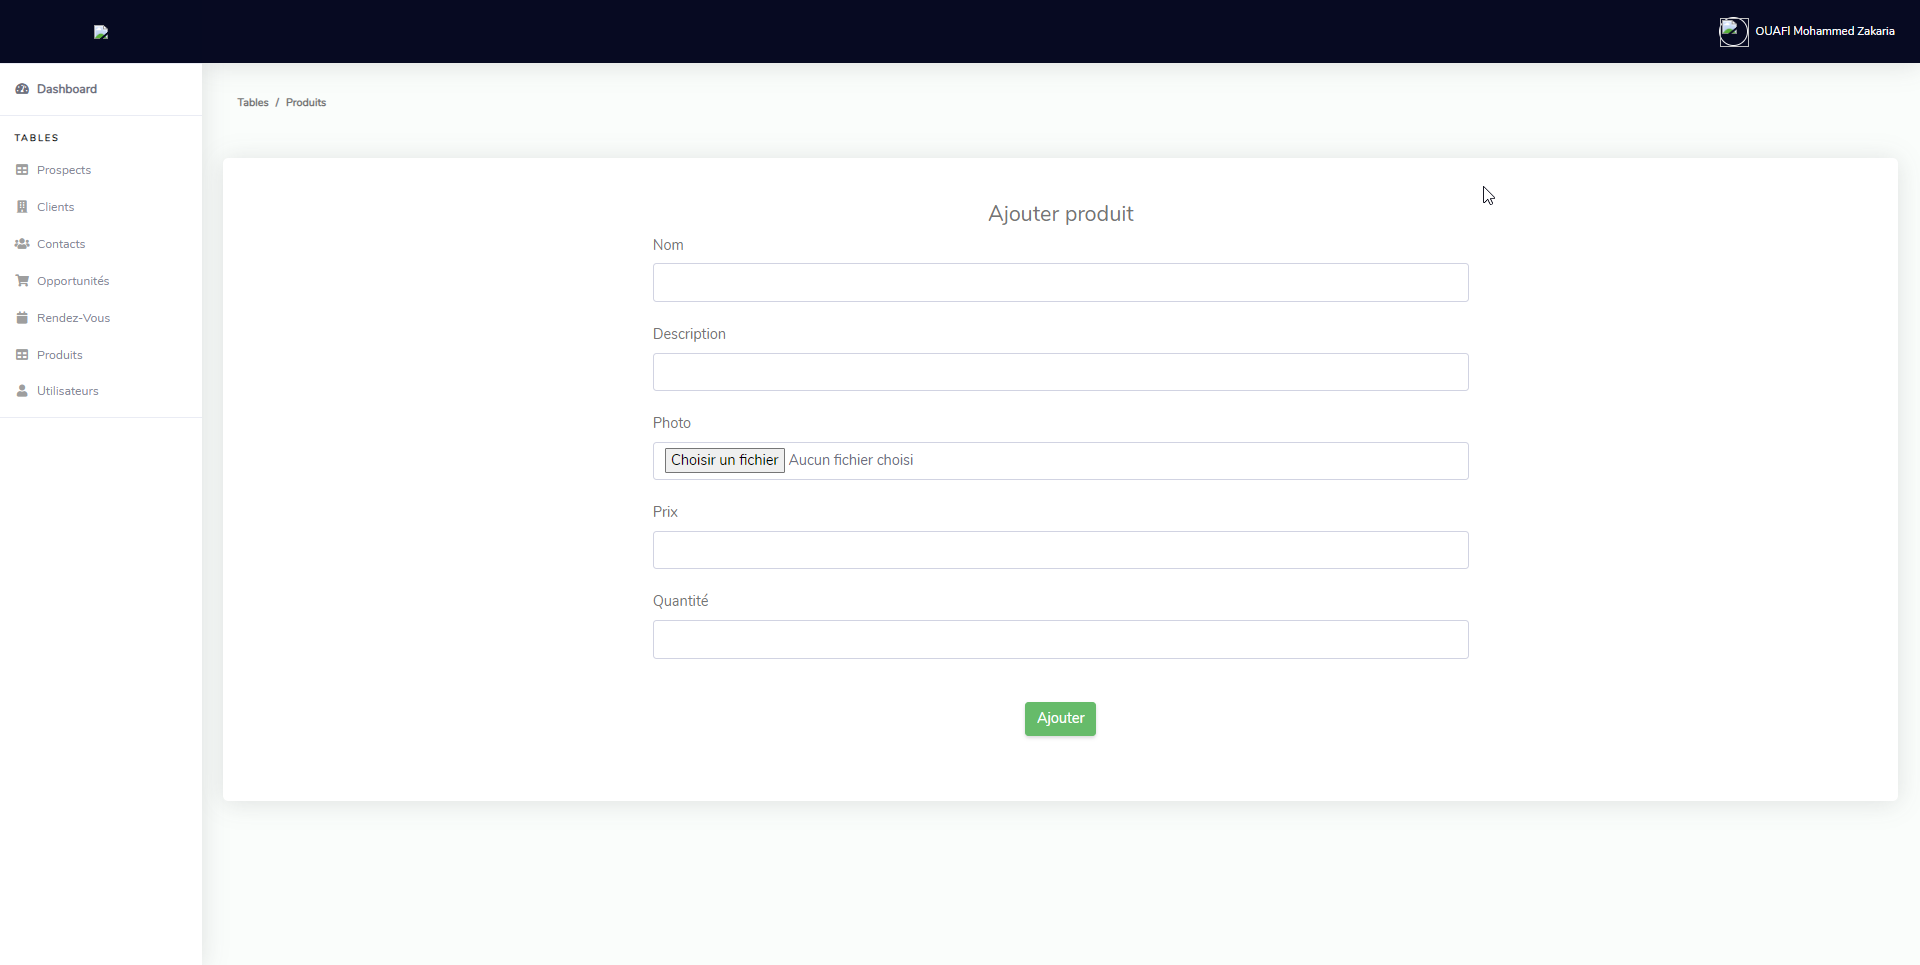 OUAFI Mohammed Zakaria
Dashboard
TABLES
Prospects
Clients
Contacts
Opportunités
Rendez-Vous
Produits
Utilisateurs
Tables / Produits
Ajouter produit
Nom
Description
Photo
Choisir un fichier Aucun fichier choisi
Prix
Quantité
Ajouter